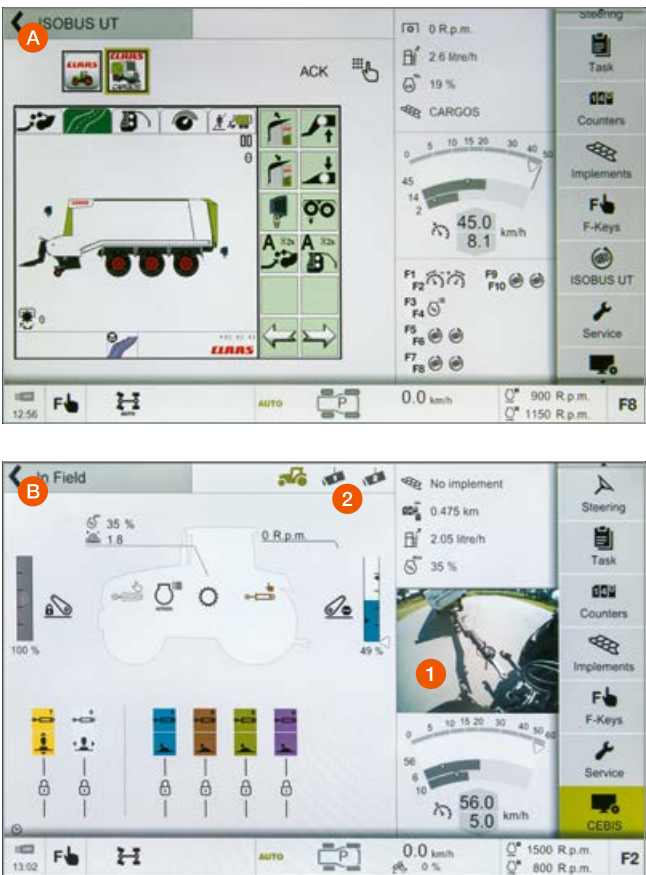 ISOBUS UT
A
CLAAS
CLAAS
CARGOS
ACK
0 R.p.m.
2.6 litre/h
19 %
CARGOS
0 5 10 15 20 30 40 50
45
14
2
45.0
8.1
km/h
F1
F2
F9
F10
F3
F4
F5
F6
F7
F8
0
A X2s
A X2s
0
CLAAS
Steering
Task
Counters
Implements
F-Keys
ISOBUS UT
Service
12:56
F
AUTO
AUTO
P
0.0 km/h
900 R.p.m.
1150 R.p.m.
F8
B
In Field
2
35 %
1.8
0 R.p.m.
100 %
49 %
No implement
0.475 km
2.05 litre/h
35 %
1
0 5 10 15 20 30 40 50 60
56
6
10
56.0
5.0
km/h
Steering
Task
Counters
Implements
F-Keys
Service
CEBIS
13:02
F
AUTO
P
0.0 km/h
0 %
1500 R.p.m.
800 R.p.m.
F2